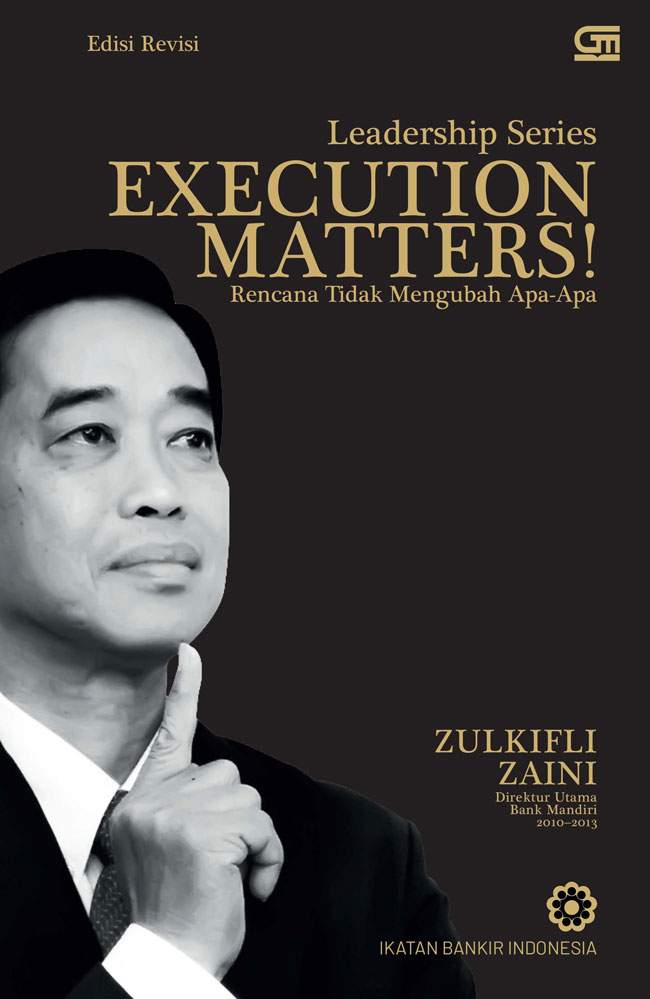 Edisi Revisi
GM
Leadership Series
EXECUTION
MATTERS!
Rencana Tidak Mengubah Apa-Apa
ZULKIFLI
ZAINI
Direktur Utama
Bank Mandiri
2010–2013
IKATAN BANKIR INDONESIA